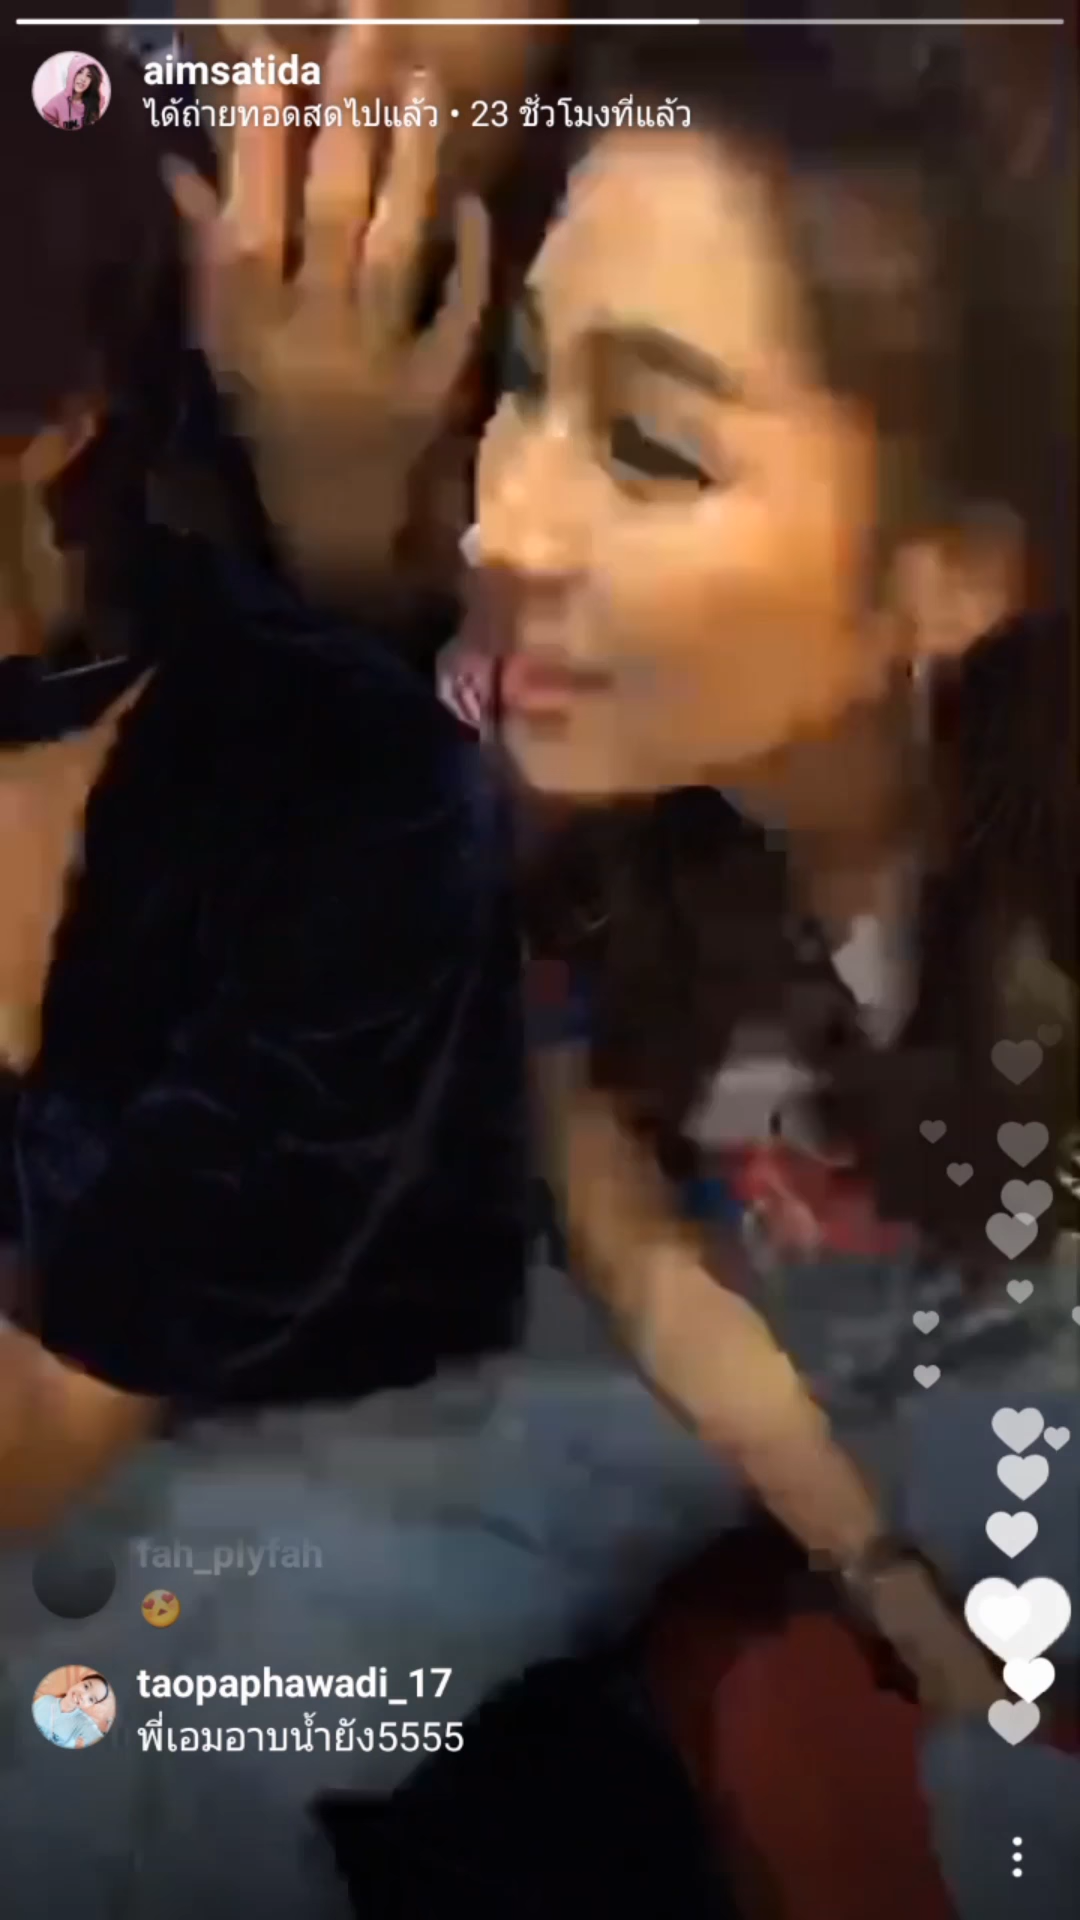 aimsatida
ได้ถ่ายทอดสดไปแล้ว • 23 ชั่วโมงที่แล้ว
fah_plyfah
😍
taopaphawadi_17
พี่เอมอาบน้ำยัง5555